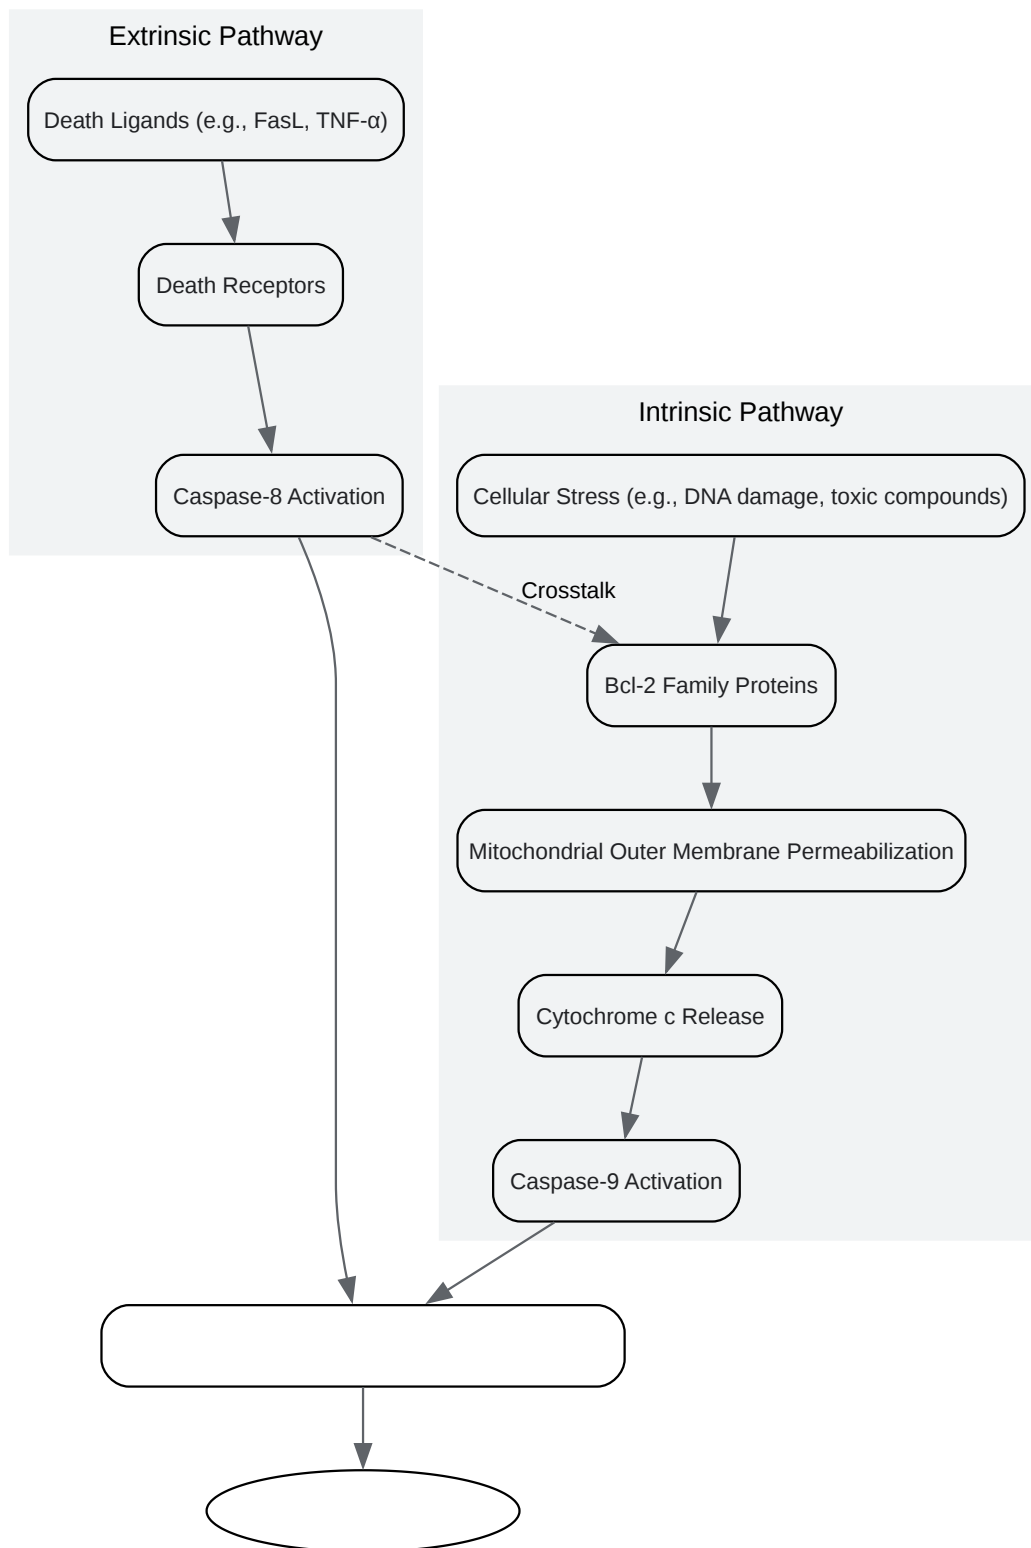 Extrinsic Pathway
Death Ligands (e.g., FasL, TNF-α)
Death Receptors
Caspase-8 Activation
Intrinsic Pathway
Cellular Stress (e.g., DNA damage, toxic compounds)
Crosstalk
Bcl-2 Family Proteins
Mitochondrial Outer Membrane Permeabilization
Cytochrome c Release
Caspase-9 Activation